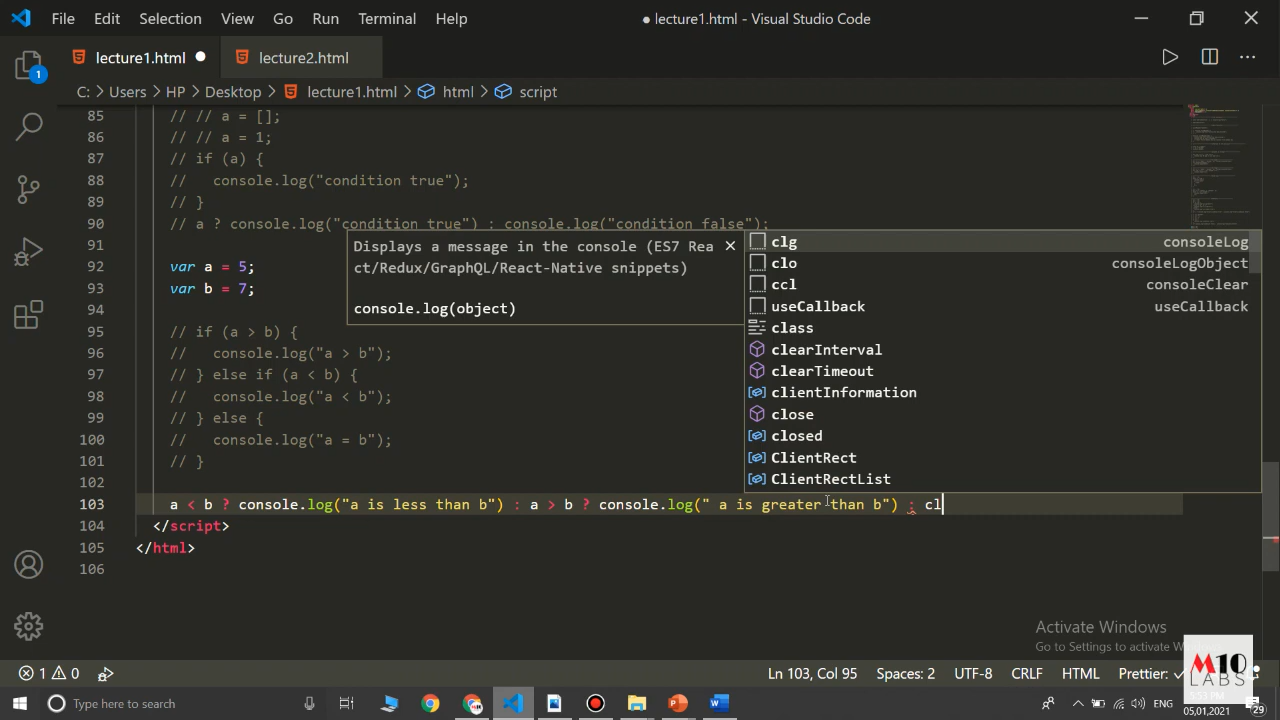 File Edit Selection View Go Run Terminal Help ● lecture1.html - Visual Studio Code
lecture1.html ● lecture2.html
1
C: > Users > HP > Desktop > lecture1.html > html > script
85 // // a = [];
86 // // a = 1;
87 // if (a) {
88 //   console.log("condition true");
89 // }
90 // a ? console.log("condition true") console.log("condition false");
91
92 var a = 5;
93 var b = 7;
94
95 // if (a > b) {
96 //   console.log("a > b");
97 // } else if (a < b) {
98 //   console.log("a < b");
99 // } else {
100 //   console.log("a = b");
101 // }
102
103 a < b ? console.log("a is less than b") : a > b ? console.log(" a is greater than b") : cl
104 </script>
105 </html>
106
Displays a message in the console (ES7 Rea
ct/Redux/GraphQL/React-Native snippets)
console.log(object)
clg consoleLog
clo consoleLogObject
ccl consoleClear
useCallback useCallback
class
clearInterval
clearTimeout
clientInformation
close
closed
ClientRect
ClientRectList
Activate Windows
Go to Settings to activate W
1 0 Ln 103, Col 95 Spaces: 2 UTF-8 CRLF HTML Prettier: ✓
M10
LABS
Type here to search ENG 5:53 PM
05.01.2021 29